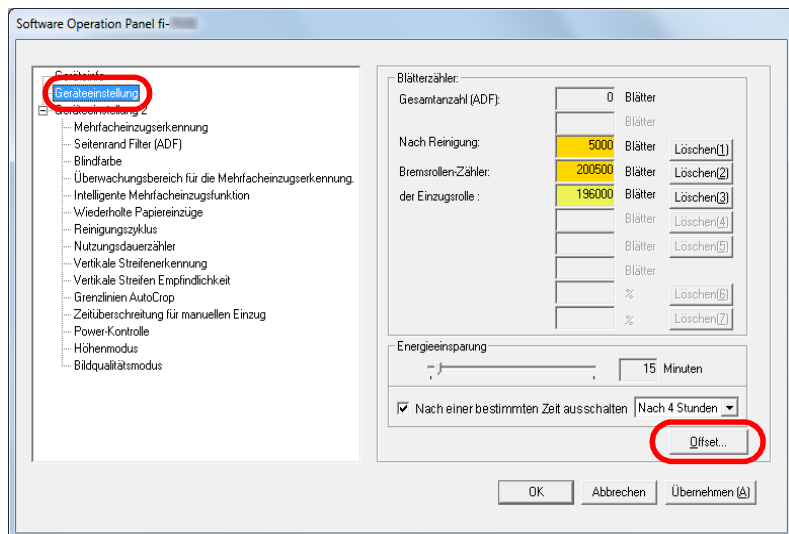 Software Operation Panel fi-
Geräteinfo
Geräteeinstellung
Geräteeinstellung 2
Mehrfacheinzugserkennung
Seitenrand Filter (ADF)
Blindfarbe
Überwachungsbereich für die Mehrfacheinzugserkennung.
Intelligente Mehrfacheinzugsfunktion
Wiederholte Papiereinzüge
Reinigungszyklus
Nutzungsdauerzähler
Vertikale Streifenerkennung
Vertikale Streifen Empfindlichkeit
Grenzlinien AutoCrop
Zeitüberschreitung für manuellen Einzug
Power-Kontrolle
Höhenmodus
Bildqualitätsmodus
Blätterzähler:
Gesamtanzahl (ADF): 0 Blätter
Blätter
Nach Reinigung: 5000 Blätter Löschen(1)
Bremsrollen-Zähler: 200500 Blätter Löschen(2)
der Einzugsrolle : 196000 Blätter Löschen(3)
Blätter Löschen(4)
Blätter Löschen(5)
Blätter
% Löschen(6)
% Löschen(7)
Energieeinsparung
15 Minuten
Nach einer bestimmten Zeit ausschalten Nach 4 Stunden
Offset...
OK Abbrechen Übernehmen (A)